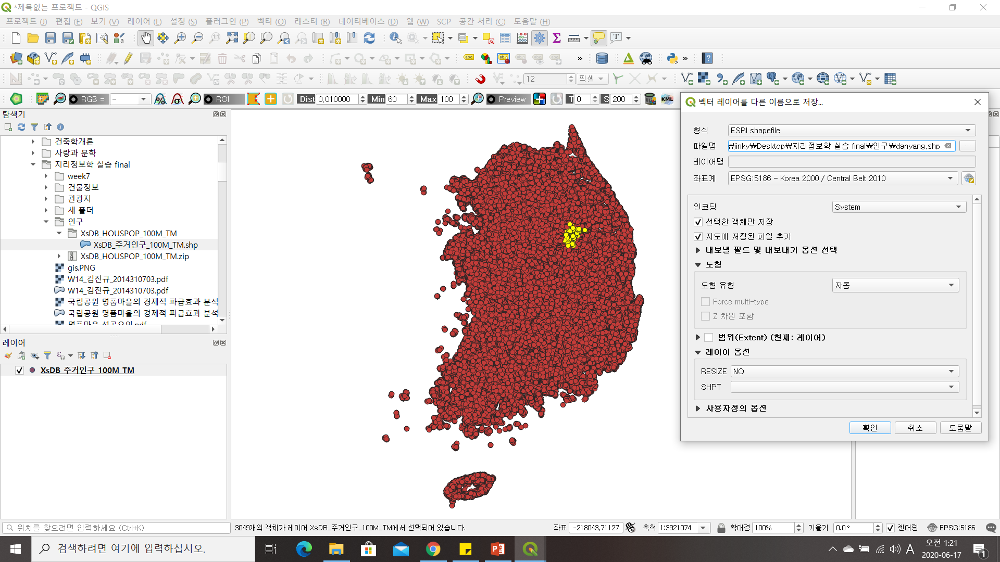 *제목없는 프로젝트 - QGIS
프로젝트 (J) 편집 (E) 보기 (V) 레이어 (L) 설정 (S) 플러그인 (P) 벡터 (O) 래스터 (R) 데이터베이스 (D) 웹 (W) SCP 공간 처리 (C) 도움말 (H)
12 픽셀
RGB = - ROI Dist 0,010000 Min 60 Max 100 Preview T 0 S 200 KML
탐색기
건축학개론
사랑과 문학
지리정보학 실습 final
week7
건물정보
관광지
새 폴더
인구
XsDB_HOUSPOP_100M_TM
XsDB_주거인구_100M_TM.shp
XsDB_HOUSPOP_100M_TM.zip
gis.PNG
W14_김진규_2014310703.pdf
W14_김진규_2014310703.pdf
국립공원 명품마을의 경제적 파급효과 분석
국립공원 명품마을의 경제적 파급효과 분석
명품마을 성공요인.pdf
레이어
XsDB 주거인구 100M TM
벡터 레이어를 다른 이름으로 저장...
형식 ESRI shapefile
파일명 ₩jinky₩Desktop₩지리정보학 실습 final₩인구₩danyang.shp ...
레이어명
좌표계 EPSG:5186 - Korea 2000 / Central Belt 2010
인코딩 System
선택한 객체만 저장
지도에 저장된 파일 추가
내보낼 필드 및 내보내기 옵션 선택
도형
도형 유형 자동
Force multi-type
Z 차원 포함
범위(Extent) (현재: 레이어)
레이어 옵션
RESIZE NO
SHPT
사용자정의 옵션
확인 취소 도움말
위치를 찾으려면 입력하세요 (Ctrl+K) 3049개의 객체가 레이어 XsDB_주거인구_100M_TM에서 선택되어 있습니다. 좌표 -218043,71127 축척 1:3921074 확대경 100% 기울기 0.0 ° 렌더링 EPSG:5186
검색하려면 여기에 입력하십시오. A 오전 1:21
2020-06-17 1